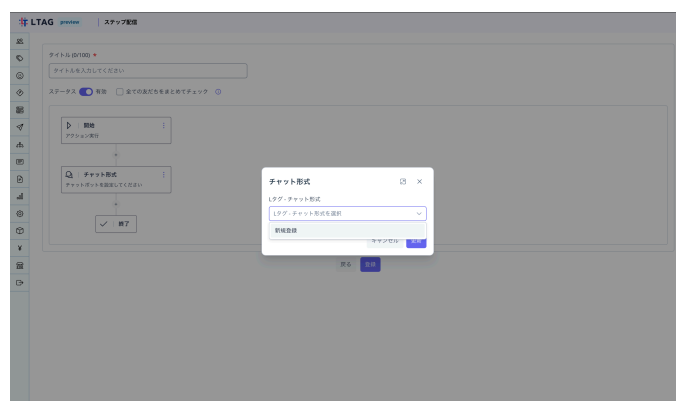 LTAG preview ステップ配信
タイトル (0/100)
タイトルを入力してください
ステータス 有効 全ての友だちをまとめてチェック
開始
アクション実行
チャット形式
チャットボットを設定してください
終了
チャット形式
Lタグ - チャット形式
Lタグ - チャット形式を選択
新規登録
キャンセル 登録
戻る 登録